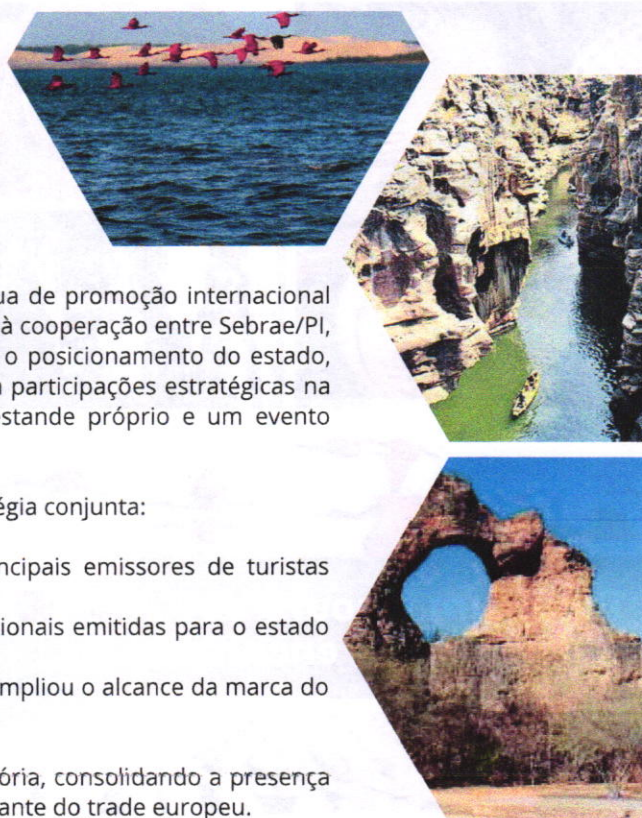 ua de promoção internacional
à cooperação entre Sebrae/PI,
o posicionamento do estado,
participações estratégicas na
estande próprio e um evento
égia conjunta:
ncipais emissores de turistas
ionais emitidas para o estado
mpliou o alcance da marca do
ória, consolidando a presença
ante do trade europeu.